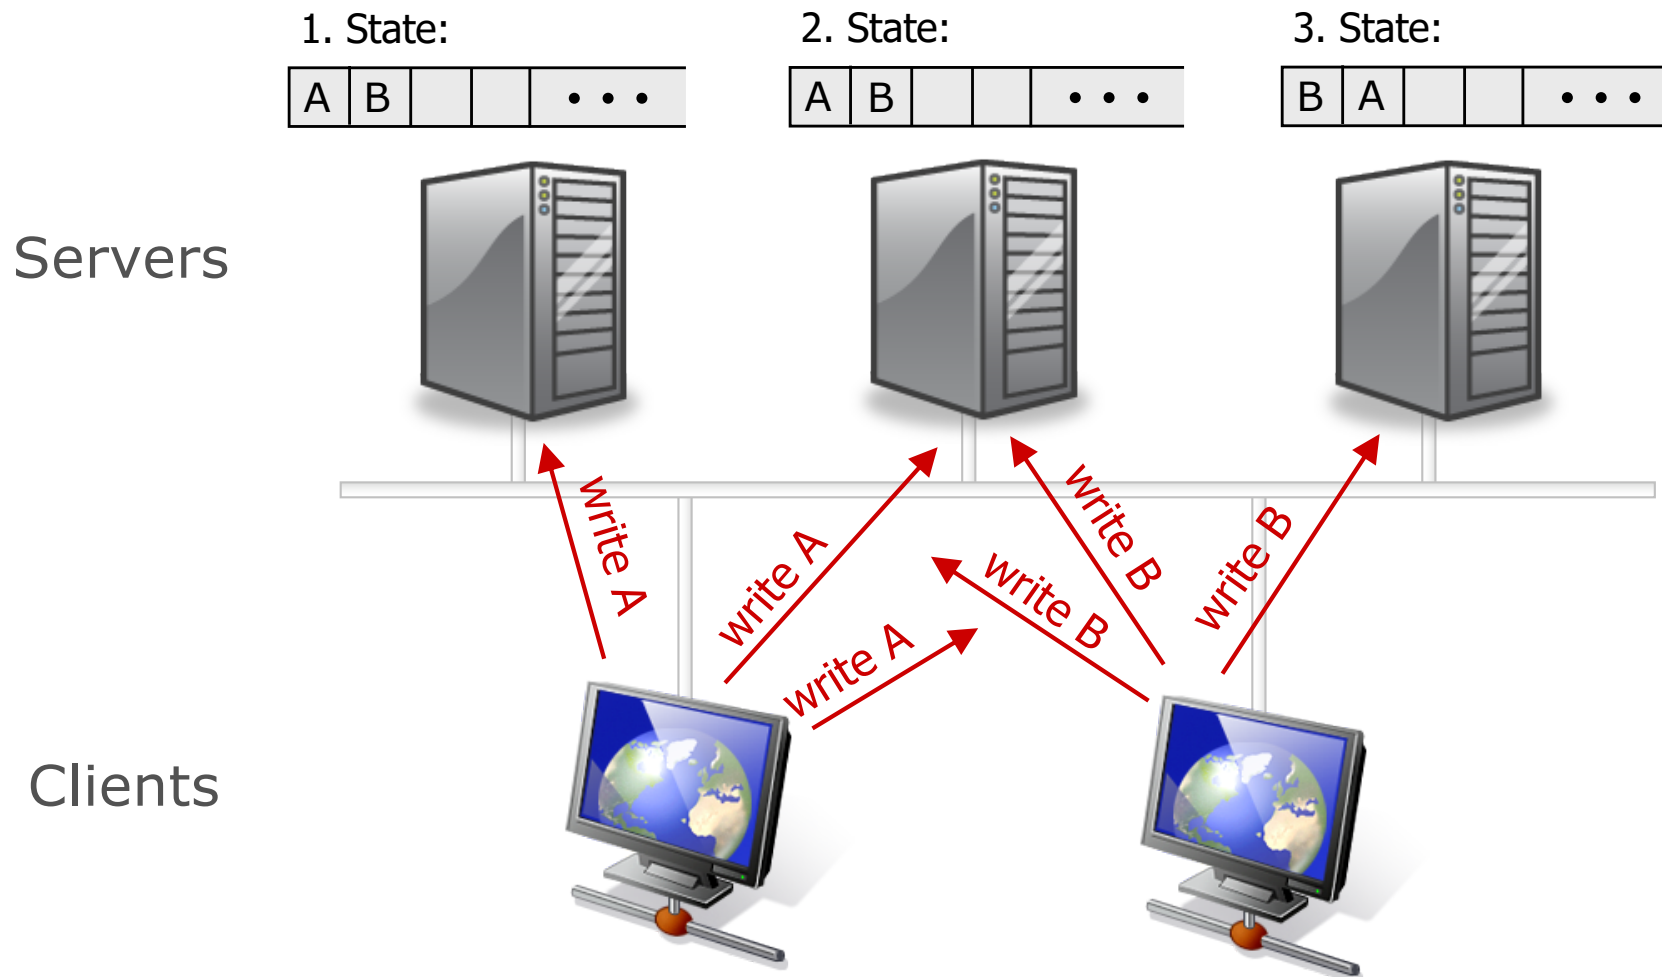 1. State:
2. State:
3. State:
A B • • •
A B • • •
B A • • •
Servers
write A
write A
write B
write B
write B
write A
Clients